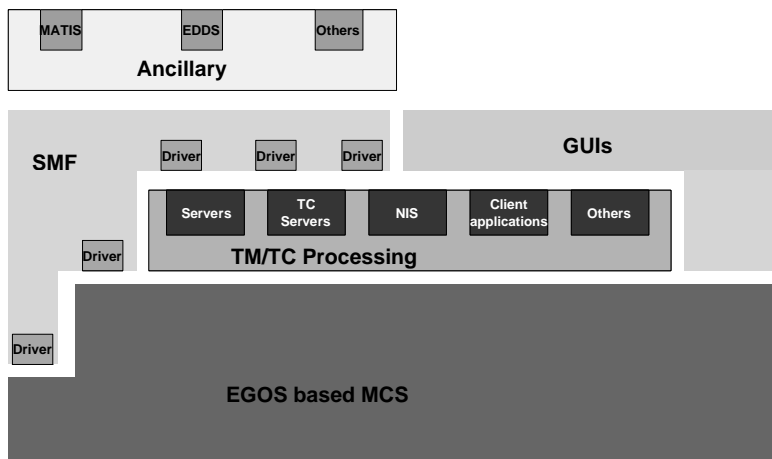 MATIS
EDDS
Others
Ancillary
SMF
GUIs
Driver
Driver
Driver
Servers
TC
Servers
NIS
Client
applications
Others
TM/TC Processing
Driver
Driver
EGOS based MCS